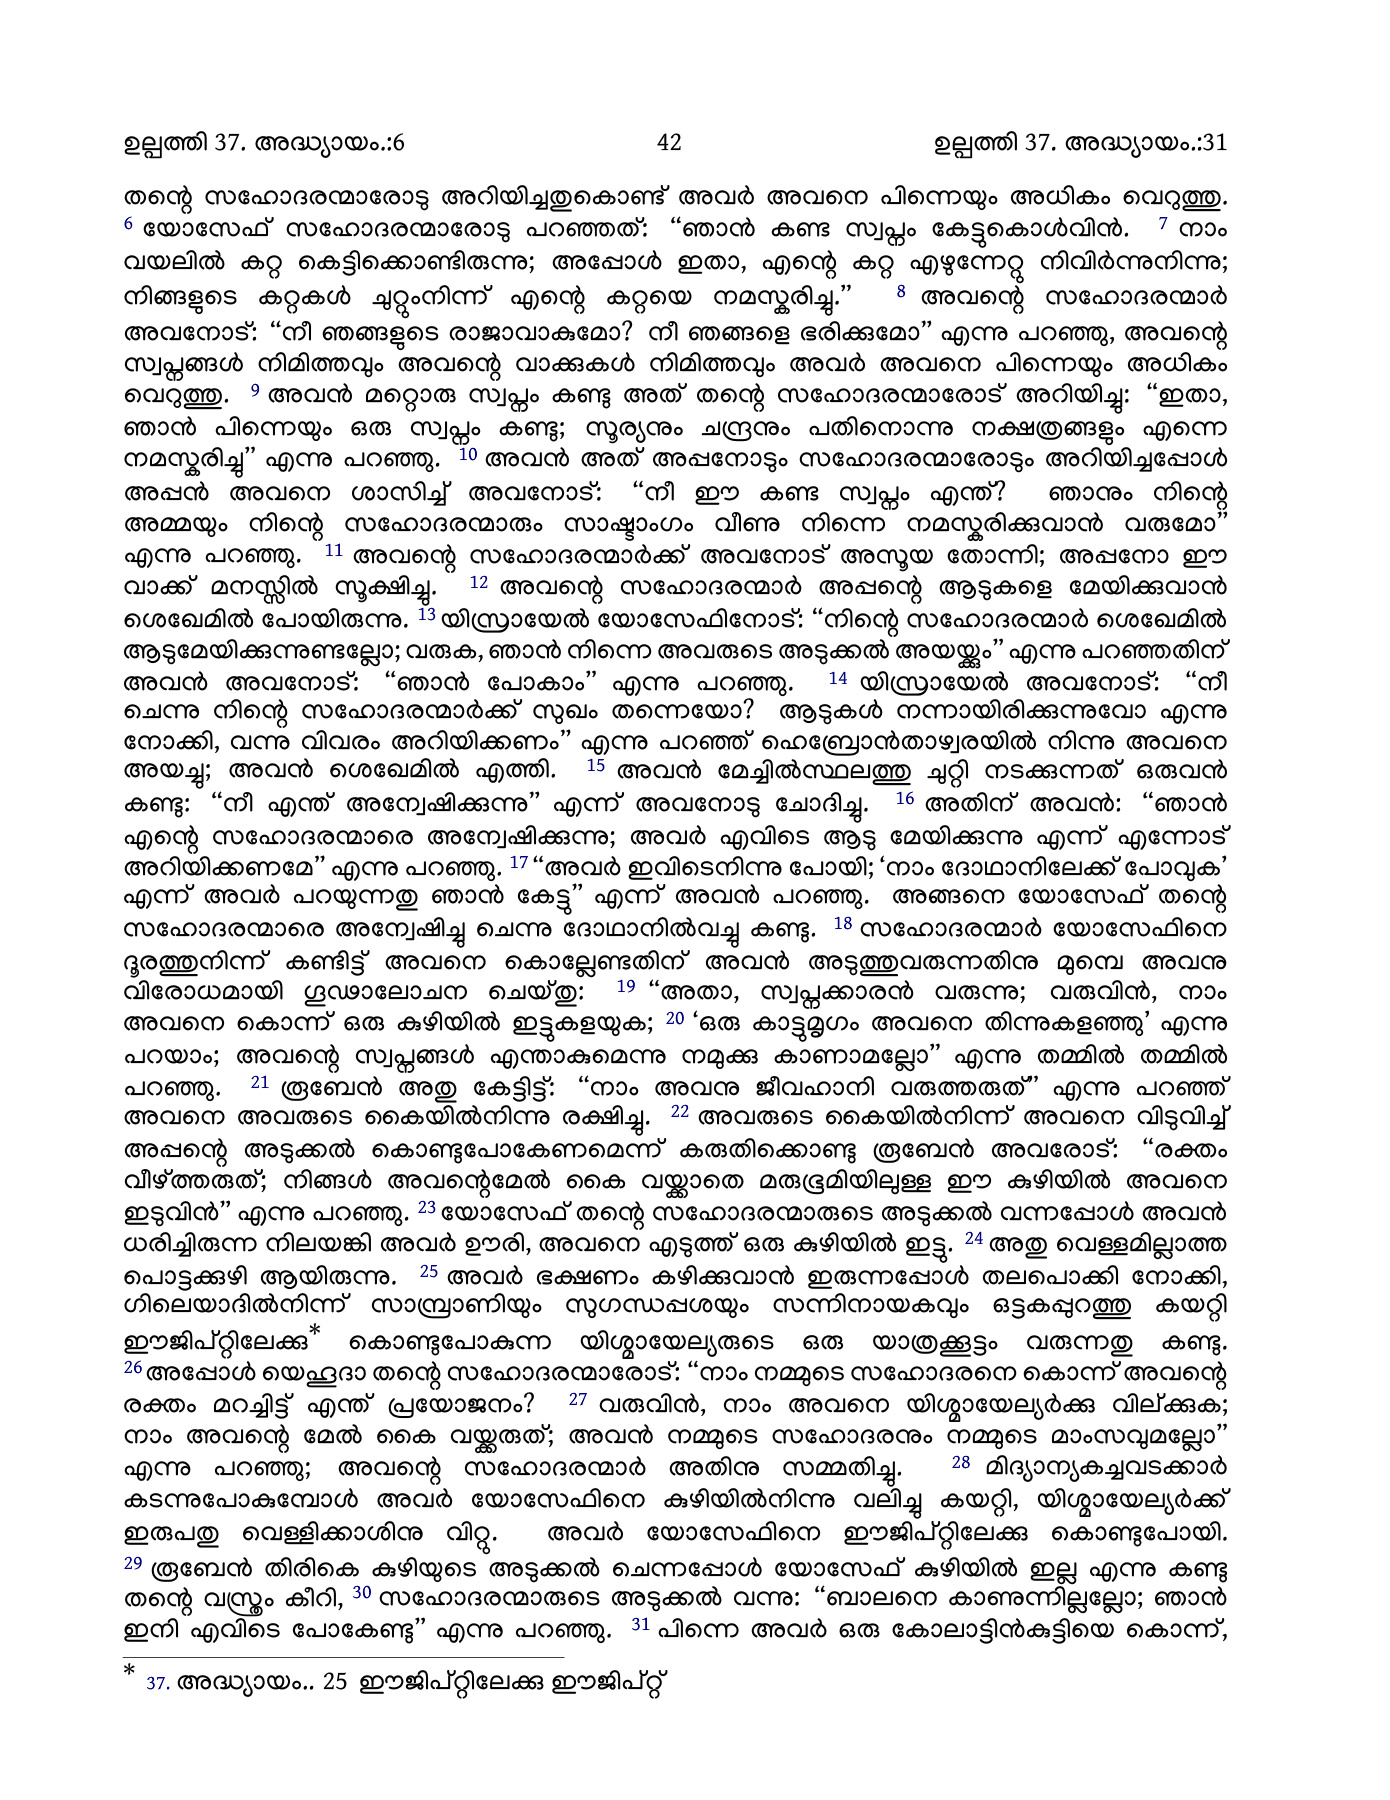 ഉല്പത്തി 37. അദ്ധ്യായം.:6 42 ഉല്പത്തി 37. അദ്ധ്യായം.:31
തന്റെ സഹോദരന്മാരോടു അറിയിച്ചതുകൊണ്ട് അവർ അവനെ പിന്നെയും അധികം വെറുത്തു.
6 യോസേഫ് സഹോദരന്മാരോടു പറഞ്ഞത്: “ഞാൻ കണ്ട സ്വപ്നം കേട്ടുകൊൾവിൻ. 7 നാം
വയലിൽ കറ്റ കെട്ടിക്കൊണ്ടിരുന്നു; അപ്പോൾ ഇതാ, എന്റെ കറ്റ എഴുന്നേറ്റു നിവിർന്നുനിന്നു;
നിങ്ങളുടെ കറ്റകൾ ചുറ്റുംനിന്ന് എന്റെ കറ്റയെ നമസ്കരിച്ചു.” 8 അവന്റെ സഹോദരന്മാർ
അവനോട്: “നീ ഞങ്ങളുടെ രാജാവാകുമോ? നീ ഞങ്ങളെ ഭരിക്കുമോ” എന്നു പറഞ്ഞു, അവന്റെ
സ്വപ്നങ്ങൾ നിമിത്തവും അവന്റെ വാക്കുകൾ നിമിത്തവും അവർ അവനെ പിന്നെയും അധികം
വെറുത്തു. 9 അവൻ മറ്റൊരു സ്വപ്നം കണ്ടു അത് തന്റെ സഹോദരന്മാരോട് അറിയിച്ചു: “ഇതാ,
ഞാൻ പിന്നെയും ഒരു സ്വപ്നം കണ്ടു; സൂര്യനും ചന്ദ്രനും പതിനൊന്നു നക്ഷത്രങ്ങളും എന്നെ
നമസ്കരിച്ചു” എന്നു പറഞ്ഞു. 10 അവൻ അത് അപ്പനോടും സഹോദരന്മാരോടും അറിയിച്ചപ്പോൾ
അപ്പൻ അവനെ ശാസിച്ച് അവനോട്: “നീ ഈ കണ്ട സ്വപ്നം എന്ത്? ഞാനും നിന്റെ
അമ്മയും നിന്റെ സഹോദരന്മാരും സാഷ്ടാംഗം വീണു നിന്നെ നമസ്കരിക്കുവാൻ വരുമോ”
എന്നു പറഞ്ഞു. 11 അവന്റെ സഹോദരന്മാർക്ക് അവനോട് അസൂയ തോന്നി; അപ്പനോ ഈ
വാക്ക് മനസ്സിൽ സൂക്ഷിച്ചു. 12 അവന്റെ സഹോദരന്മാർ അപ്പന്റെ ആടുകളെ മേയിക്കുവാൻ
ശെഖേമിൽ പോയിരുന്നു. 13 യിസ്രായേൽ യോസേഫിനോട്: “നിന്റെ സഹോദരന്മാർ ശെഖേമിൽ
ആടുമേയിക്കുന്നുണ്ടല്ലോ; വരുക, ഞാൻ നിന്നെ അവരുടെ അടുക്കൽ അയയ്ക്കും” എന്നു പറഞ്ഞതിന്
അവൻ അവനോട്: “ഞാൻ പോകാം” എന്നു പറഞ്ഞു. 14 യിസ്രായേൽ അവനോട്: “നീ
ചെന്നു നിന്റെ സഹോദരന്മാർക്ക് സുഖം തന്നെയോ? ആടുകൾ നന്നായിരിക്കുന്നുവോ എന്നു
നോക്കി, വന്നു വിവരം അറിയിക്കണം” എന്നു പറഞ്ഞ് ഹെബ്രോൻതാഴ്വരയിൽ നിന്നു അവനെ
അയച്ചു; അവൻ ശെഖേമിൽ എത്തി. 15 അവൻ മേച്ചിൽസ്ഥലത്തു ചുറ്റി നടക്കുന്നത് ഒരുവൻ
കണ്ടു: “നീ എന്ത് അന്വേഷിക്കുന്നു” എന്ന് അവനോടു ചോദിച്ചു. 16 അതിന് അവൻ: “ഞാൻ
എന്റെ സഹോദരന്മാരെ അന്വേഷിക്കുന്നു; അവർ എവിടെ ആടു മേയിക്കുന്നു എന്ന് എന്നോട്
അറിയിക്കണമേ” എന്നു പറഞ്ഞു. 17 “അവർ ഇവിടെനിന്നു പോയി; ‘നാം ദോഥാനിലേക്ക് പോവുക’
എന്ന് അവർ പറയുന്നതു ഞാൻ കേട്ടു” എന്ന് അവൻ പറഞ്ഞു. അങ്ങനെ യോസേഫ് തന്റെ
സഹോദരന്മാരെ അന്വേഷിച്ചു ചെന്നു ദോഥാനിൽവച്ചു കണ്ടു. 18 സഹോദരന്മാർ യോസേഫിനെ
ദൂരത്തുനിന്ന് കണ്ടിട്ട് അവനെ കൊല്ലേണ്ടതിന് അവൻ അടുത്തുവരുന്നതിനു മുമ്പെ അവനു
വിരോധമായി ഗൂഢാലോചന ചെയ്തു: 19 “അതാ, സ്വപ്നക്കാരൻ വരുന്നു; വരുവിൻ, നാം
അവനെ കൊന്ന് ഒരു കുഴിയിൽ ഇട്ടുകളയുക; 20 ‘ഒരു കാട്ടുമൃഗം അവനെ തിന്നുകളഞ്ഞു’ എന്നു
പറയാം; അവന്റെ സ്വപ്നങ്ങൾ എന്താകുമെന്നു നമുക്കു കാണാമല്ലോ” എന്നു തമ്മിൽ തമ്മിൽ
പറഞ്ഞു. 21 രൂബേൻ അതു കേട്ടിട്ട്: “നാം അവനു ജീവഹാനി വരുത്തരുത്” എന്നു പറഞ്ഞ്
അവനെ അവരുടെ കൈയിൽനിന്നു രക്ഷിച്ചു. 22 അവരുടെ കൈയിൽനിന്ന് അവനെ വിടുവിച്ച്
അപ്പന്റെ അടുക്കൽ കൊണ്ടുപോകേണമെന്ന് കരുതിക്കൊണ്ടു രൂബേൻ അവരോട്: “രക്തം
വീഴ്ത്തരുത്; നിങ്ങൾ അവന്റെമേൽ കൈ വയ്ക്കാതെ മരുഭൂമിയിലുള്ള ഈ കുഴിയിൽ അവനെ
ഇടുവിൻ” എന്നു പറഞ്ഞു. 23 യോസേഫ് തന്റെ സഹോദരന്മാരുടെ അടുക്കൽ വന്നപ്പോൾ അവൻ
ധരിച്ചിരുന്ന നിലയങ്കി അവർ ഊരി, അവനെ എടുത്ത് ഒരു കുഴിയിൽ ഇട്ടു. 24 അതു വെള്ളമില്ലാത്ത
പൊട്ടക്കുഴി ആയിരുന്നു. 25 അവർ ഭക്ഷണം കഴിക്കുവാൻ ഇരുന്നപ്പോൾ തലപൊക്കി നോക്കി,
ഗിലെയാദിൽനിന്ന് സാമ്പ്രാണിയും സുഗന്ധപ്പശയും സന്നിനായകവും ഒട്ടകപ്പുറത്തു കയറ്റി
ഈജിപ്റ്റിലേക്കു* കൊണ്ടുപോകുന്ന യിശ്മായേല്യരുടെ ഒരു യാത്രക്കൂട്ടം വരുന്നതു കണ്ടു.
26 അപ്പോൾ യെഹൂദാ തന്റെ സഹോദരന്മാരോട്: “നാം നമ്മുടെ സഹോദരനെ കൊന്ന് അവന്റെ
രക്തം മറച്ചിട്ട് എന്ത് പ്രയോജനം? 27 വരുവിൻ, നാം അവനെ യിശ്മായേല്യർക്കു വില്ക്കുക;
നാം അവന്റെ മേൽ കൈ വയ്ക്കരുത്; അവൻ നമ്മുടെ സഹോദരനും നമ്മുടെ മാംസവുമല്ലോ”
എന്നു പറഞ്ഞു; അവന്റെ സഹോദരന്മാർ അതിനു സമ്മതിച്ചു. 28 മിദ്യാന്യകച്ചവടക്കാർ
കടന്നുപോകുമ്പോൾ അവർ യോസേഫിനെ കുഴിയിൽനിന്നു വലിച്ചു കയറ്റി, യിശ്മായേല്യർക്ക്
ഇരുപതു വെള്ളിക്കാശിനു വിറ്റു. അവർ യോസേഫിനെ ഈജിപ്റ്റിലേക്കു കൊണ്ടുപോയി.
29 രൂബേൻ തിരികെ കുഴിയുടെ അടുക്കൽ ചെന്നപ്പോൾ യോസേഫ് കുഴിയിൽ ഇല്ല എന്നു കണ്ടു
തന്റെ വസ്ത്രം കീറി, 30 സഹോദരന്മാരുടെ അടുക്കൽ വന്നു: “ബാലനെ കാണുന്നില്ലല്ലോ; ഞാൻ
ഇനി എവിടെ പോകേണ്ടു” എന്നു പറഞ്ഞു. 31 പിന്നെ അവർ ഒരു കോലാട്ടിൻകുട്ടിയെ കൊന്ന്,
* 37. അദ്ധ്യായം.. 25 ഈജിപ്റ്റിലേക്കു ഈജിപ്റ്റ്